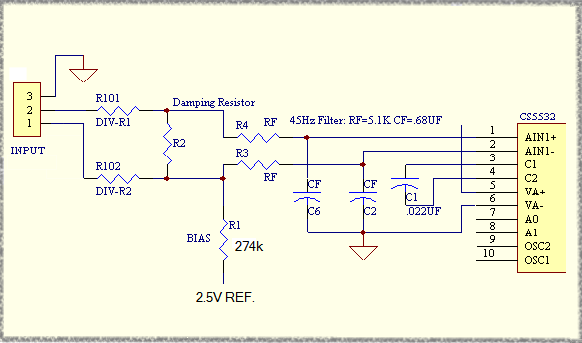 R101
DIV-R1
Damping Resistor
45Hz Filter: RF=5.1K CF=.68UF
CS5532
3
2
1
INPUT
R4
RF
R2
R3
RF
R102
DIV-R2
CF
C6
CF
C2
C1
.022UF
R1
BIAS
274k
2.5V REF.
1
AIN1+
2
AIN1-
3
C1
4
C2
5
VA+
6
VA-
7
A0
8
A1
9
OSC2
10
OSC1